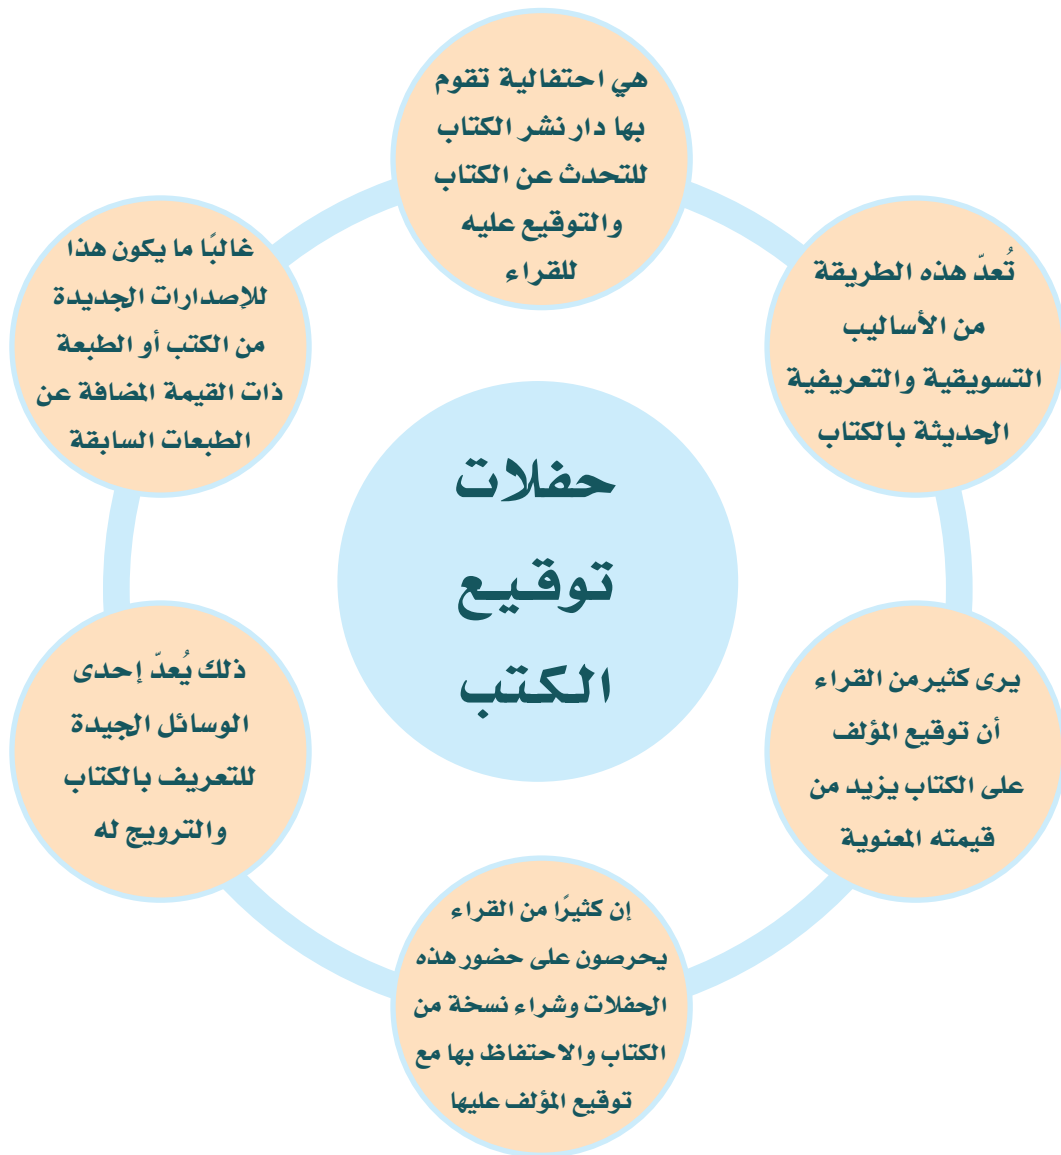 حفلات
توقيع
الكتب
هي احتفالية تقوم
بها دار نشر الكتاب
للتحدث عن الكتاب
والتوقيع عليه
للقراء
تُعدّ هذه الطريقة
من الأساليب
التسويقية والتعريفية
الحديثة بالكتاب
يرى كثير من القراء
أن توقيع المؤلف
على الكتاب يزيد من
قيمته المعنوية
إن كثيرًا من القراء
يحرصون على حضور هذه
الحفلات وشراء نسخة من
الكتاب والاحتفاظ بها مع
توقيع المؤلف عليها
ذلك يُعدّ إحدى
الوسائل الجيدة
للتعريف بالكتاب
والترويج له
غالبًا ما يكون هذا
للإصدارات الجديدة
من الكتب أو الطبعة
ذات القيمة المضافة عن
الطبعات السابقة